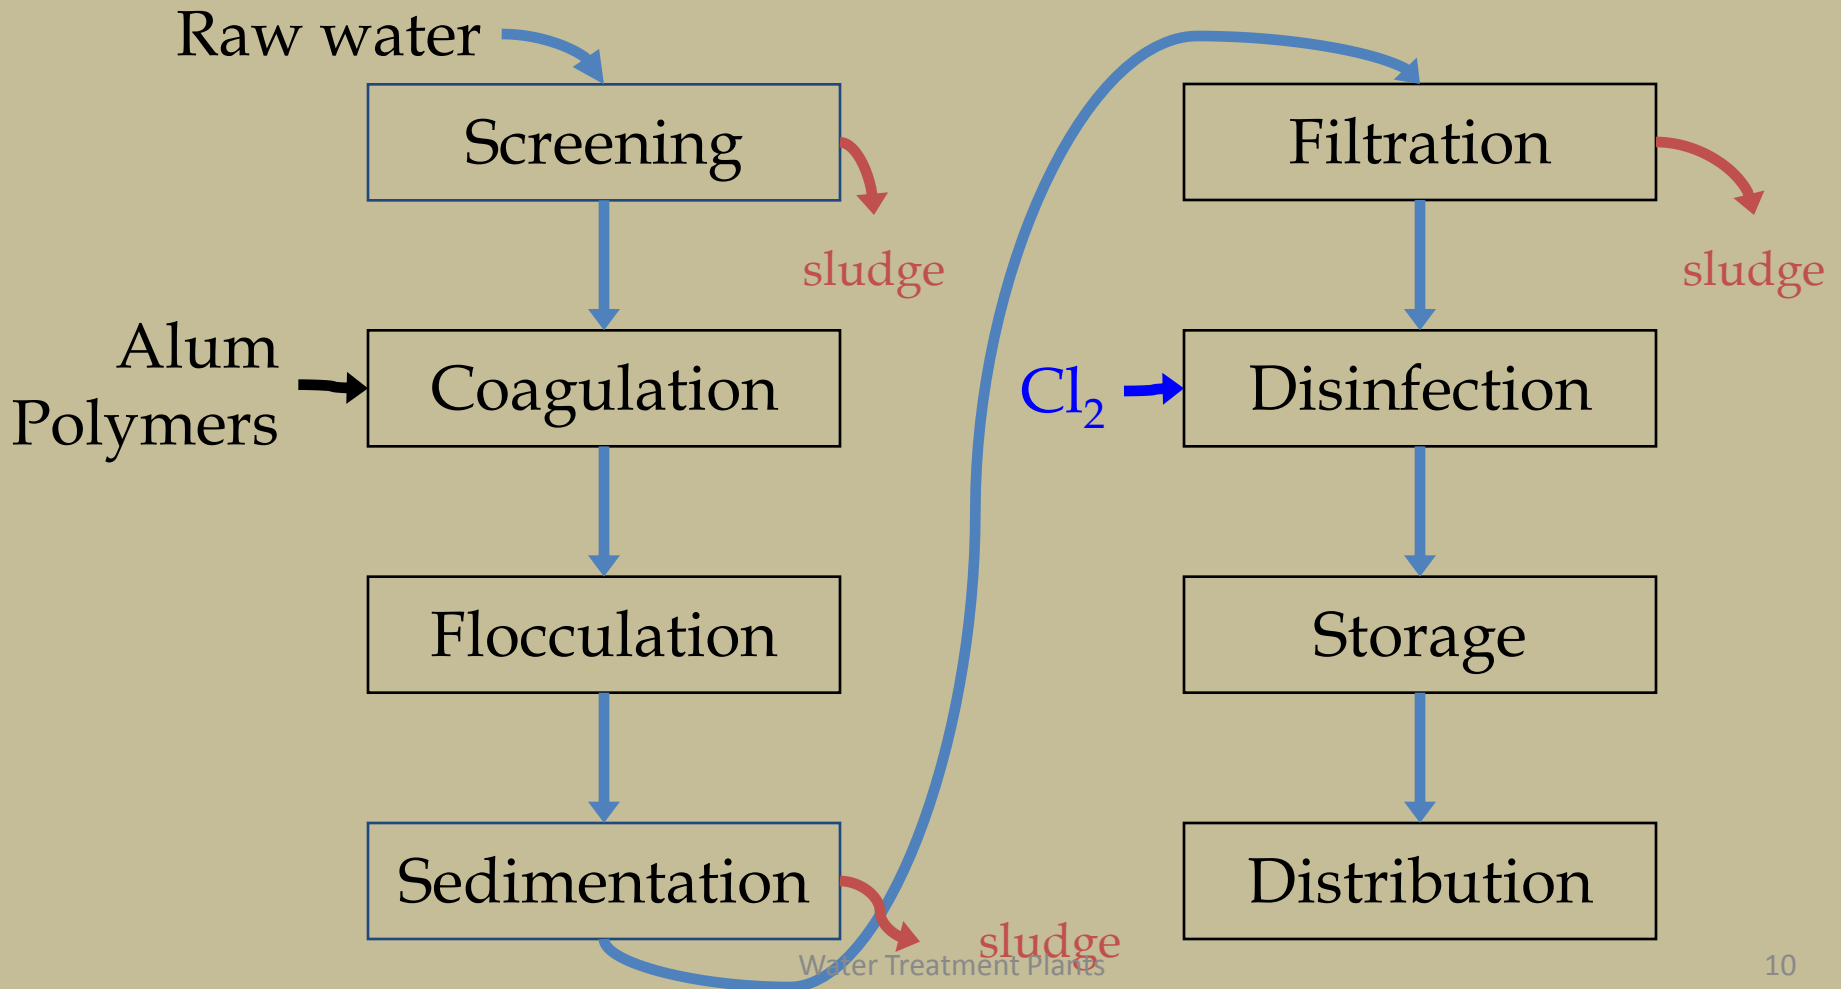 Raw water
Screening
sludge
Alum
Polymers
Coagulation
Flocculation
Sedimentation
sludge
Filtration
sludge
Cl₂
Disinfection
Storage
Distribution
Water Treatment Plants
10